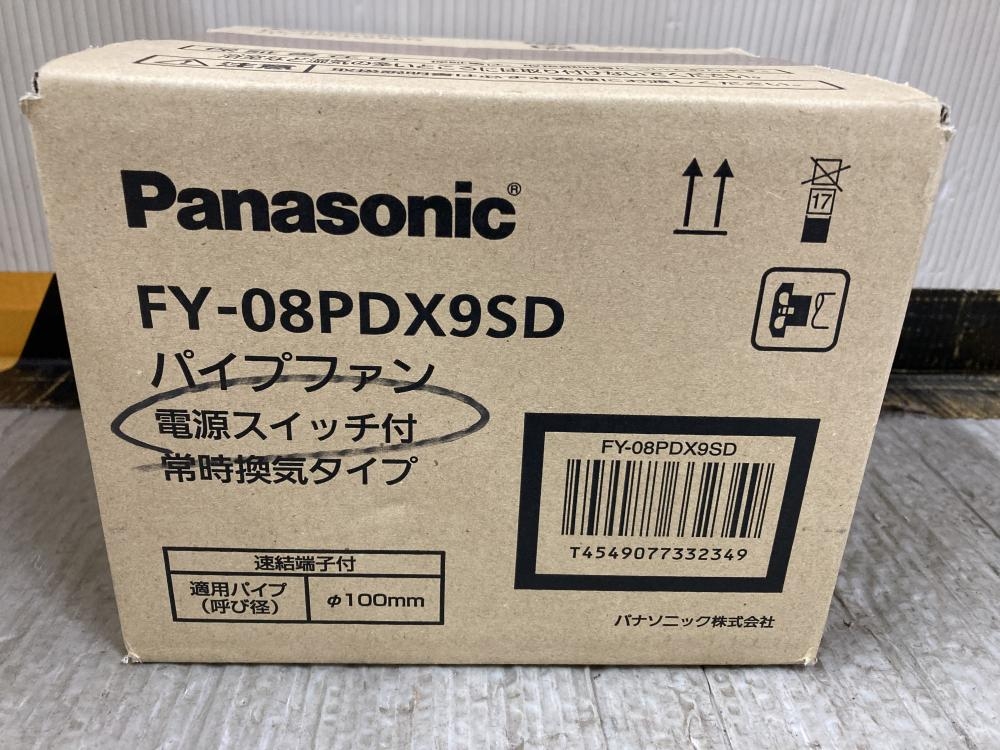 Panasonic®
17
FY-08PDX9SD
パイプファン
電源スイッチ付
常時換気タイプ
FY-08PDX9SD
T4549077332349
速結端子付
適用パイプ
(呼び径)
φ100mm
パナソニック株式会社